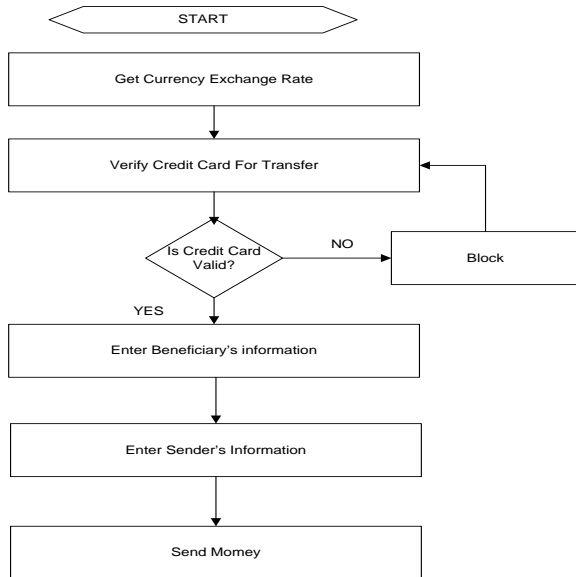 START
Get Currency Exchange Rate
Verify Credit Card For Transfer
Is Credit Card
Valid?
NO
Block
YES
Enter Beneficiary's information
Enter Sender's Information
Send Momey